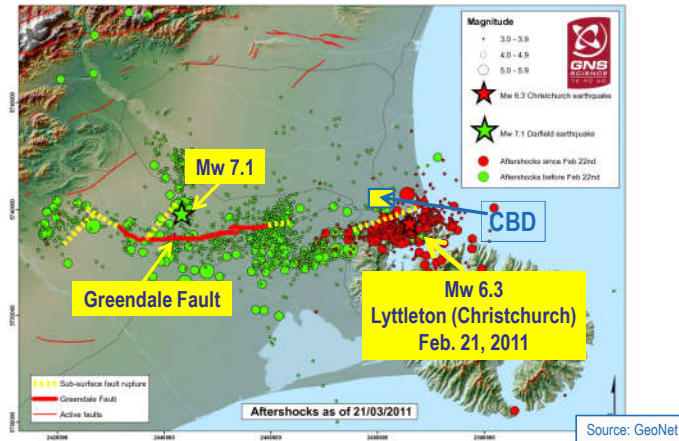 Magnitude
3.0 - 3.9
4.0 - 4.9
5.0 - 5.9
GNS
SCIENCE
Mw 6.3 Christchurch earthquake
Mw 7.1 Darfield earthquake
Aftershocks since Feb 22nd
Aftershocks before Feb 22nd
Mw 7.1
CBD
Greendale Fault
Mw 6.3
Lyttleton (Christchurch)
Feb. 21, 2011
Sub-surface fault rupture
Greendale Fault
Active faults
Aftershocks as of 21/03/2011
Source: GeoNet